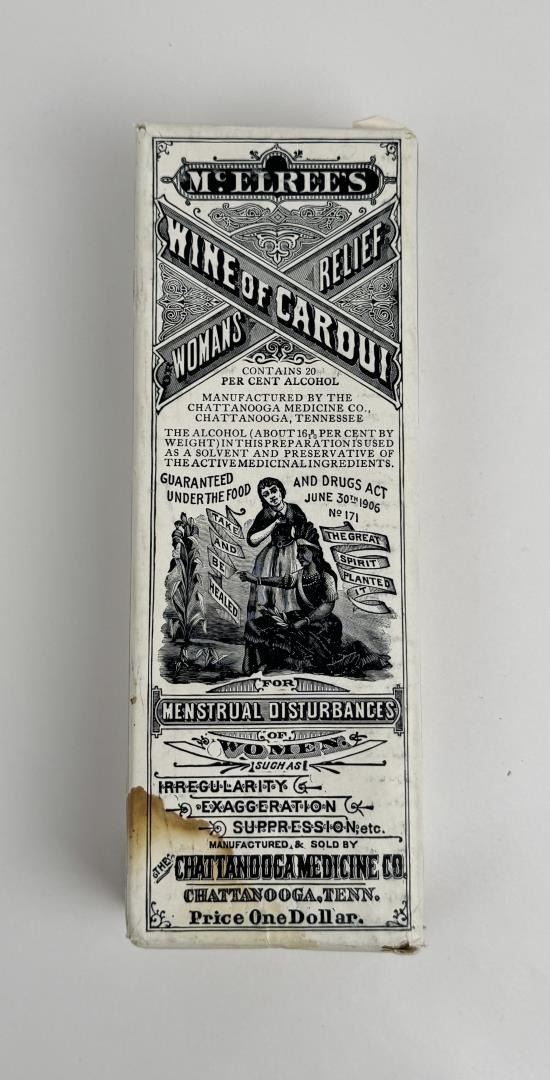 McELREE'S
WINE OF CARDUI
WOMANS RELIEF
CONTAINS 20
PER CENT ALCOHOL
MANUFACTURED BY THE
CHATTANOOGA MEDICINE CO.,
CHATTANOOGA, TENNESSEE
THE ALCOHOL (ABOUT 16 PER CENT BY
WEIGHT) IN THIS PREPARATION IS USED
AS A SOLVENT AND PRESERVATIVE OF
THE ACTIVE MEDICINAL INGREDIENTS.
GUARANTEED
UNDER THE FOOD
AND DRUGS ACT
JUNE 30TH 1906
No 171
TAKE
AND
BE
HEALED
THE GREAT
SPIRIT
PLANTED
IT
FOR
MENSTRUAL DISTURBANCES
OF
WOMEN.
SUCH AS
IRREGULARITY
EXAGGERATION
SUPPRESSION, etc.
MANUFACTURED, & SOLD BY
THE
CHATTANOOGA MEDICINE CO.
CHATTANOOGA, TENN.
Price One Dollar.